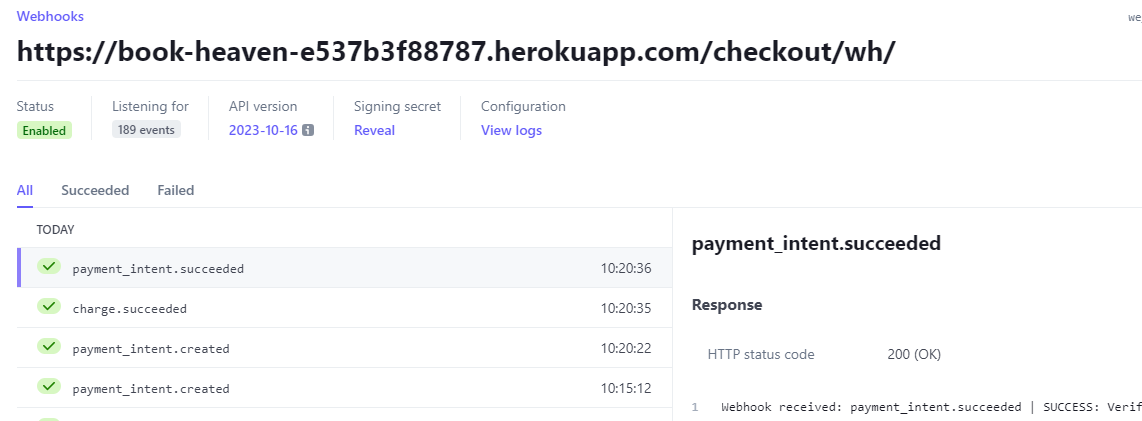 Webhooks
https://book-heaven-e537b3f88787.herokuapp.com/checkout/wh/
Status
Enabled
Listening for
189 events
API version
2023-10-16
Signing secret
Reveal
Configuration
View logs
All Succeeded Failed
TODAY
payment_intent.succeeded 10:20:36
charge.succeeded 10:20:35
payment_intent.created 10:20:22
payment_intent.created 10:15:12
payment_intent.succeeded
Response
HTTP status code 200 (OK)
1 Webhook received: payment_intent.succeeded | SUCCESS: Verif